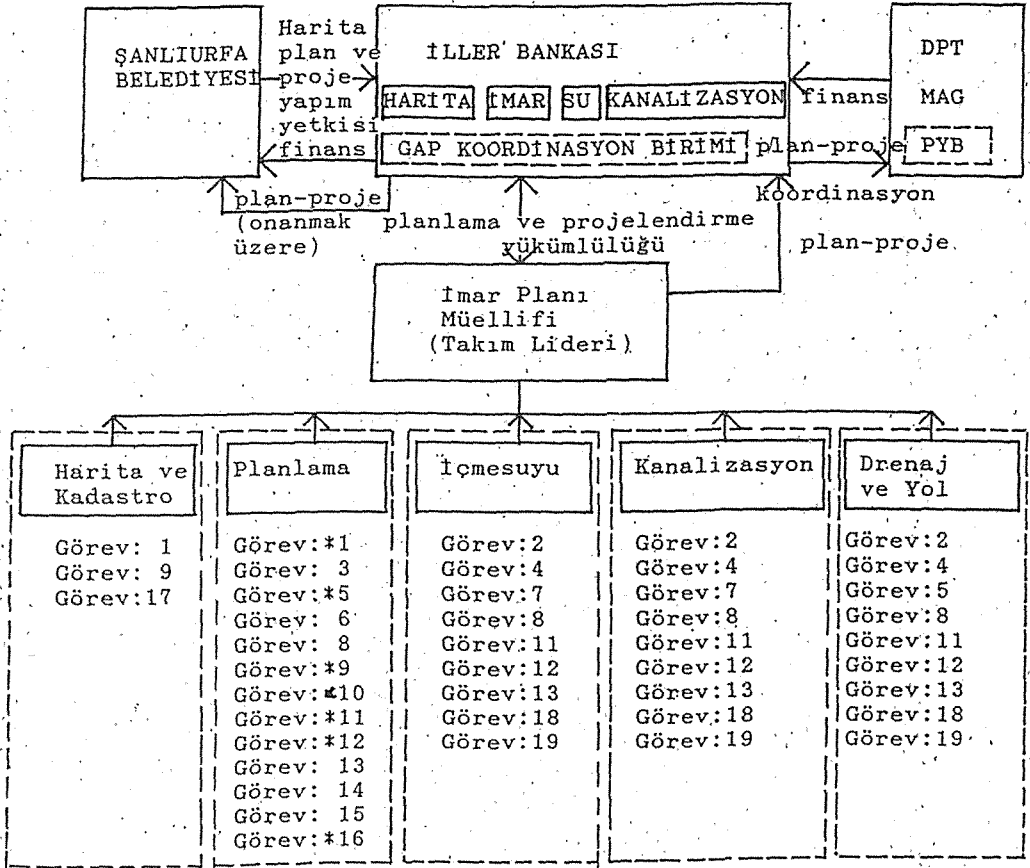 ŞANLIURFA
BELEDİYESİ
Harita
plan ve
proje
yapım
yetkisi
finans
İLLER BANKASI
HARİTA İMAR SU KANALİZASYON
GAP KOORDİNASYON BİRİMİ
finans
plan-proje
DPT
MAG
PYB
koordinasyon
plan-proje
(onanmak
üzere)
planlama ve projelendirme
yükümlülüğü
plan-proje
İmar Planı
Müellifi
(Takım Lideri)
Harita ve
Kadastro
Görev: 1
Görev: 9
Görev:17
Planlama
Görev:*1
Görev: 3
Görev:*5
Görev: 6
Görev: 8
Görev:*9
Görev:*10
Görev:*11
Görev:*12
Görev: 13
Görev: 14
Görev: 15
Görev:*16
İçmesuyu
Görev:2
Görev:4
Görev:7
Görev:8
Görev:11
Görev:12
Görev:13
Görev:18
Görev:19
Kanalizasyon
Görev:2
Görev:4
Görev:7
Görev:8
Görev:11
Görev:12
Görev:13
Görev:18
Görev:19
Drenaj
ve Yol
Görev:2
Görev:4
Görev:5
Görev:8
Görev:11
Görev:12
Görev:13
Görev:18
Görev:19